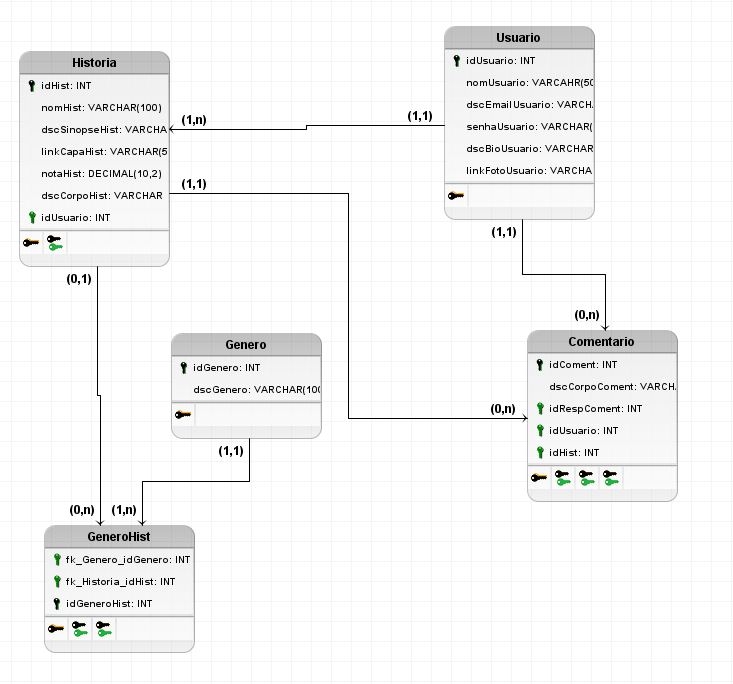 Historia
idHist: INT
nomHist: VARCHAR(100)
dscSinopseHist: VARCHA
linkCapaHist: VARCHAR(5
notaHist: DECIMAL(10,2)
dscCorpoHist: VARCHAR
idUsuario: INT
(1,n)
(1,1)
(1,1)
(0,1)
Usuario
idUsuario: INT
nomUsuario: VARCAHR(50
dscEmailUsuario: VARCH
senhaUsuario: VARCHAR(
dscBioUsuario: VARCHAR
linkFotoUsuario: VARCHA
(1,1)
(0,n)
Genero
idGenero: INT
dscGenero: VARCHAR(100
(1,1)
(0,n)
Comentario
idComent: INT
dscCorpoComent: VARCH
idRespComent: INT
idUsuario: INT
idHist: INT
(0,n)
(1,n)
GeneroHist
fk_Genero_idGenero: INT
fk_Historia_idHist: INT
idGeneroHist: INT